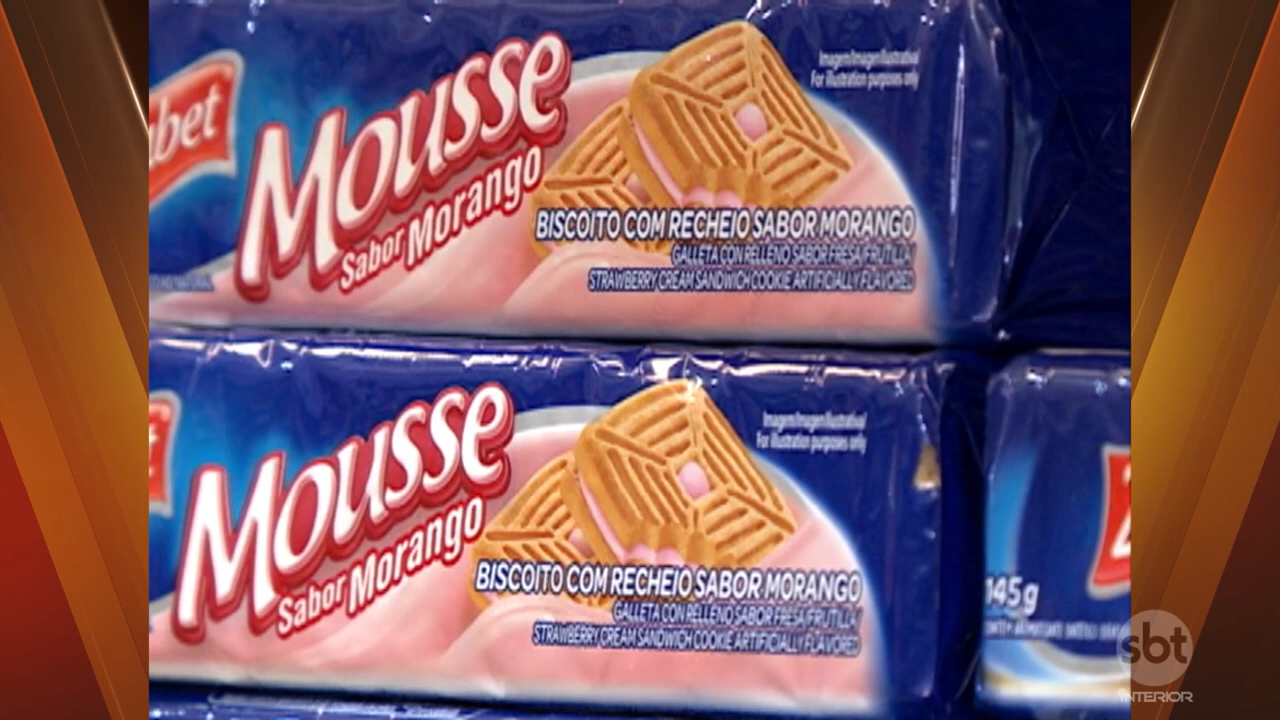 Mousse
Sabor Morango
Imagem/Imagen Ilustrativa/
For illustration purposes only
BISCOITO COM RECHEIO SABOR MORANGO
GALLETA CON RELLENO SABOR FRESA/FRUTILLA
STRAWBERRY CREAM SANDWICH COOKIE ARTIFICIALLY FLAVORED
Mousse
Sabor Morango
Imagem/Imagen Ilustrativa/
For illustration purposes only
BISCOITO COM RECHEIO SABOR MORANGO
GALLETA CON RELLENO SABOR FRESA/FRUTILLA
STRAWBERRY CREAM SANDWICH COOKIE ARTIFICIALLY FLAVORED
145g
sbt
INTERIOR